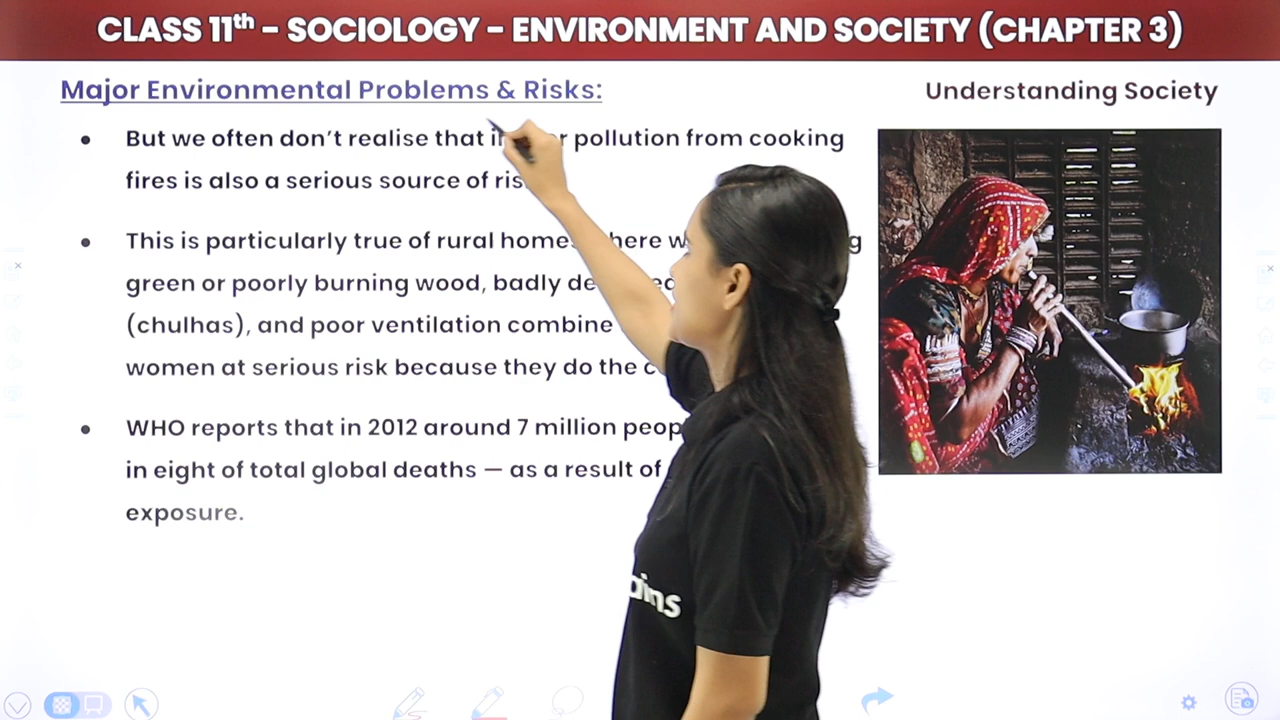 CLASS 11th – SOCIOLOGY – ENVIRONMENT AND SOCIETY (CHAPTER 3)
Major Environmental Problems & Risks:
Understanding Society
But we often don't realise that pollution from cooking
fires is also a serious source of
This is particularly true of rural
green or poorly burning wood, badly
(chulhas), and poor ventilation combine
women at serious risk because they do the
WHO reports that in 2012 around 7 million
in eight of total global deaths — as a result of
exposure.